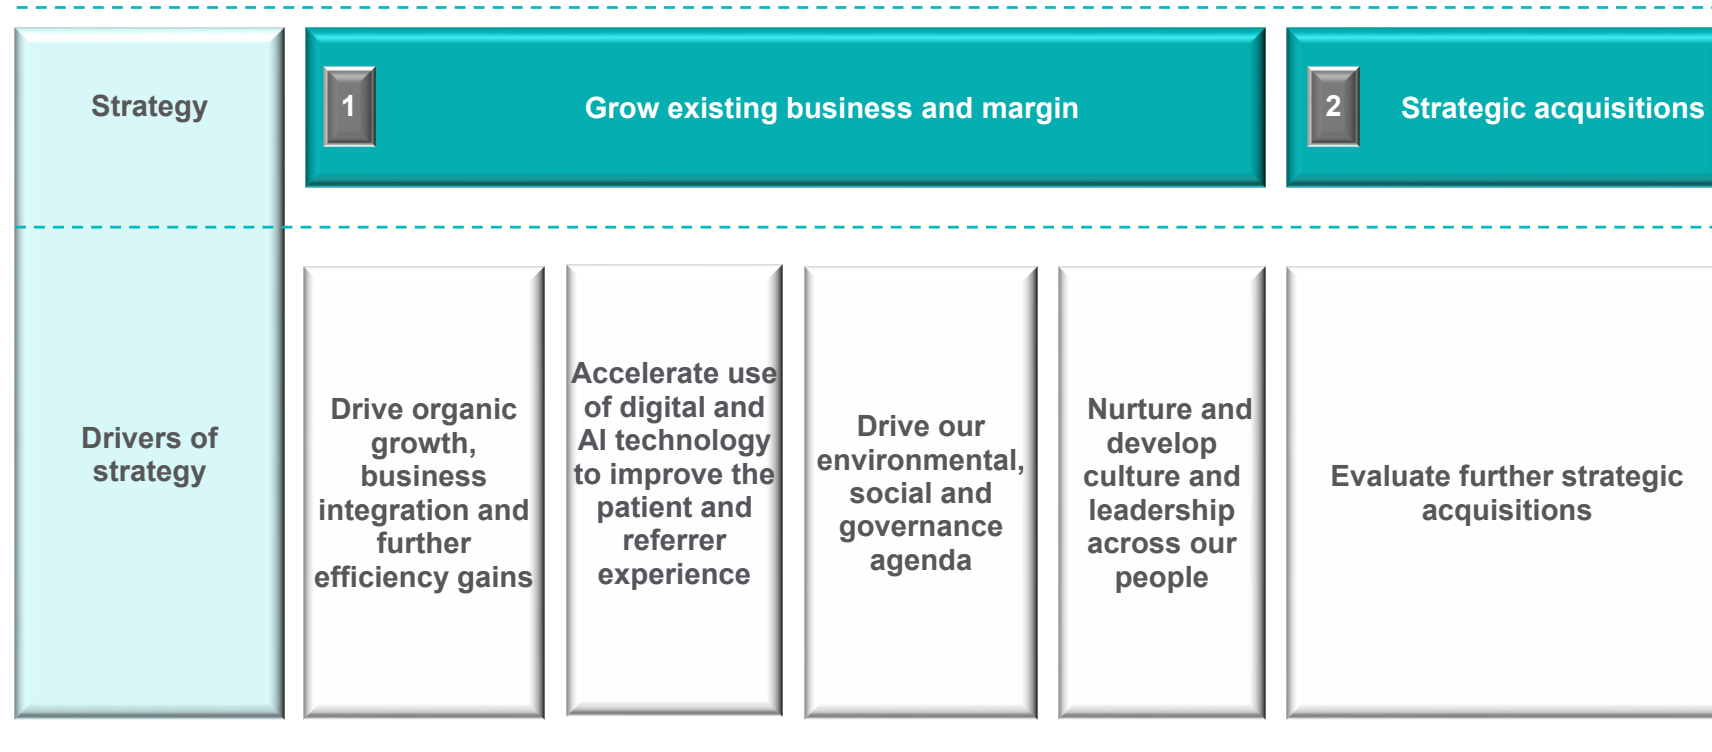 Strategy
1
Grow existing business and margin
2
Strategic acquisitions
Drivers of
strategy
Drive organic
growth,
business
integration and
further
efficiency gains
Accelerate use
of digital and
AI technology
to improve the
patient and
referrer
experience
Drive our
environmental,
social and
governance
agenda
Nurture and
develop
culture and
leadership
across our
people
Evaluate further strategic
acquisitions